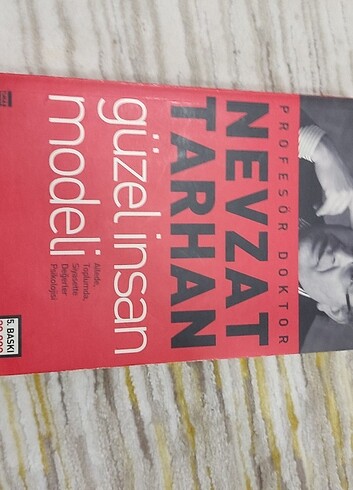 PROFESÖR DOKTOR
NEVZAT
TARHAN
güzel insan
modeli
Ailede,
Toplumda,
Siyasette
Değerler
Psikolojisi
5. BASKI